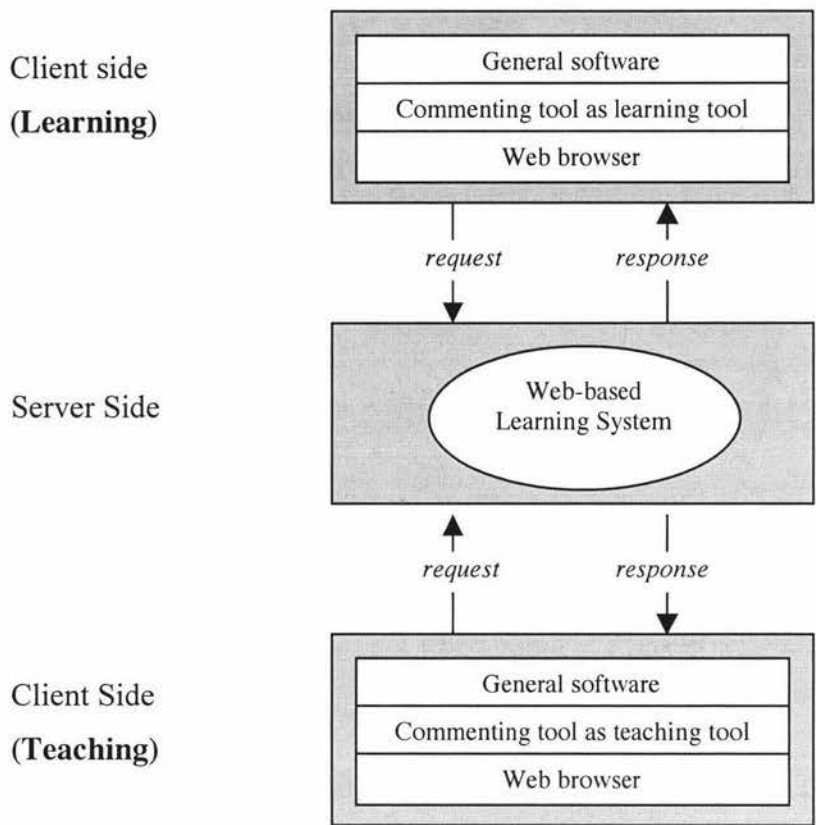 Client side
(Learning)
General software
Commenting tool as learning tool
Web browser
request
response
Server Side
Web-based
Learning System
request
response
Client Side
(Teaching)
General software
Commenting tool as teaching tool
Web browser